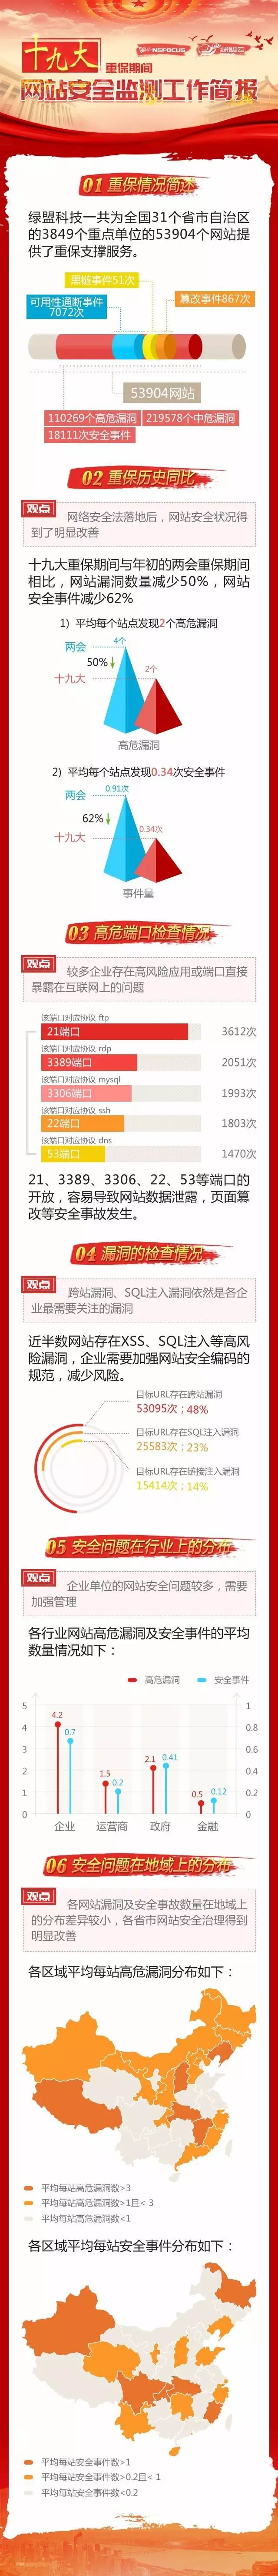 NSFOCUS
绿盟云
十九大
重保期间
网站安全监测工作简报
01 重保情况简述
绿盟科技一共为全国31个省市自治区
的3849个重点单位的53904个网站提
供了重保支撑服务。
黑链事件51次
可用性通断事件
7072次
篡改事件867次
53904网站
110269个高危漏洞
219578个中危漏洞
18111次安全事件
02 重保历史同比
观点
网络安全法落地后，网站安全状况得
到了明显改善
十九大重保期间与年初的两会重保期间
相比，网站漏洞数量减少50%，网站
安全事件减少62%
1）平均每个站点发现2个高危漏洞
4个
两会
50%
2个
十九大
高危漏洞
2）平均每个站点发现0.34次安全事件
0.91次
两会
62%
0.34次
十九大
事件量
03 高危端口检查情况
观点
较多企业存在高风险应用或端口直接
暴露在互联网上的问题
该端口对应协议 ftp
21端口 3612次
该端口对应协议 rdp
3389端口 2051次
该端口对应协议 mysql
3306端口 1993次
该端口对应协议 ssh
22端口 1803次
该端口对应协议 dns
53端口 1470次
21、3389、3306、22、53等端口的
开放，容易导致网站数据泄露，页面篡
改等安全事故发生。
04 漏洞的检查情况
观点
跨站漏洞、SQL注入漏洞依然是各企
业最需要关注的漏洞
近半数网站存在XSS、SQL注入等高风
险漏洞，企业需要加强网站安全编码的
规范，减少风险。
目标URL存在跨站漏洞
53095次；48%
目标URL存在SQL注入漏洞
25583次；23%
目标URL存在链接注入漏洞
15414次；14%
05 安全问题在行业上的分布
观点
企业单位的网站安全问题较多，需要
加强管理
各行业网站高危漏洞及安全事件的平均
数量情况如下：
高危漏洞 安全事件
5 1
4 0.8
3 0.6
2 0.4
1 0.2
0 0
4.2 0.7
1.5 0.2
2.1 0.41
0.5 0.12
企业 运营商 政府 金融
06 安全问题在地域上的分布
观点
各网站漏洞及安全事故数量在地域上
的分布差异较小，各省市网站安全治理得到
明显改善
各区域平均每站高危漏洞分布如下：
平均每站高危漏洞数>3
平均每站高危漏洞数>1且< 3
平均每站高危漏洞数<1
各区域平均每站安全事件分布如下：
平均每站安全事件数>1
平均每站安全事件数>0.2且< 1
平均每站安全事件数<0.2